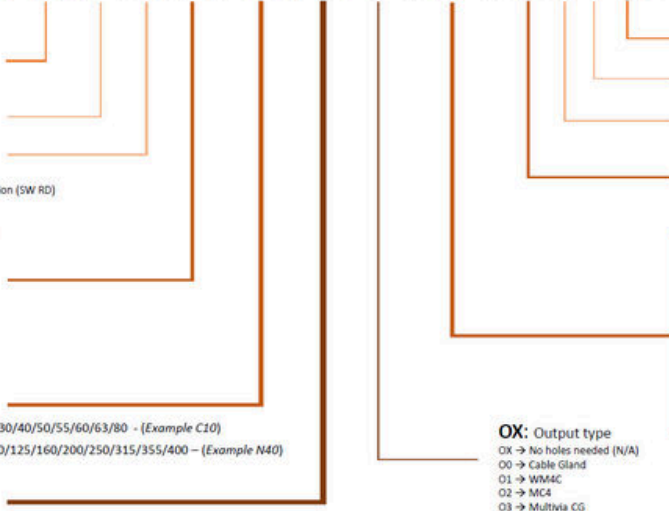 ion (SW RD)
30/40/50/55/60/63/80 - (Example C10)
0/125/160/200/250/315/355/400 – (Example N40)
OX: Output type
OX → No holes needed (N/A)
O0 → Cable Gland
O1 → WM4C
O2 → MC4
O3 → Multivia CG